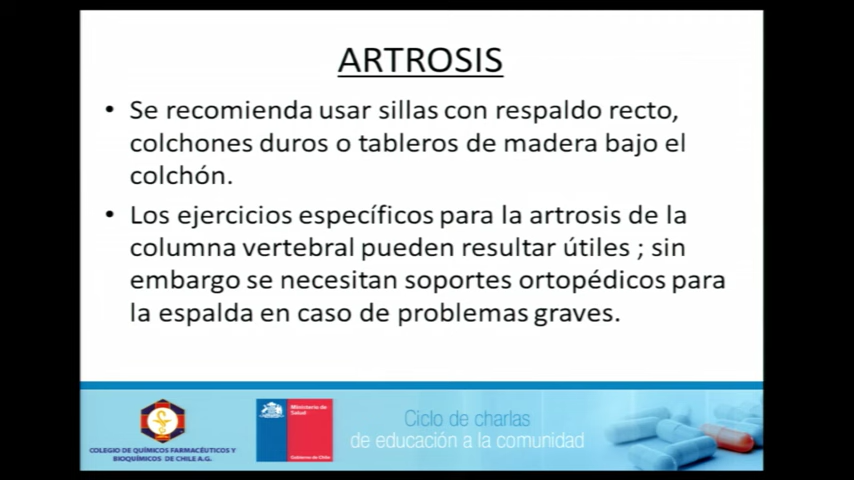 ARTROSIS
• Se recomienda usar sillas con respaldo recto,
colchones duros o tableros de madera bajo el
colchón.
• Los ejercicios específicos para la artrosis de la
columna vertebral pueden resultar útiles ; sin
embargo se necesitan soportes ortopédicos para
la espalda en caso de problemas graves.
COLEGIO DE QUÍMICOS FARMACÉUTICOS Y
BIOQUÍMICOS DE CHILE A.G.
Ministerio de
Salud
Gobierno de Chile
Ciclo de charlas
de educación a la comunidad